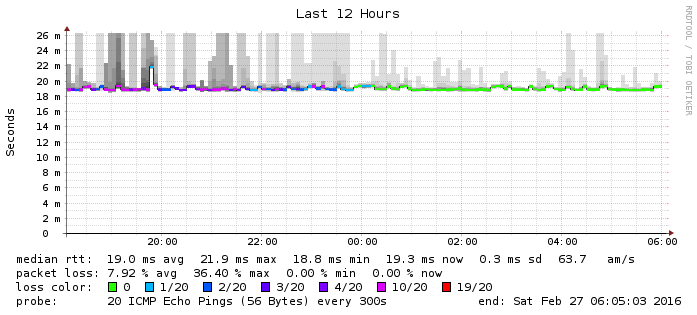 Last 12 Hours
RRDTOOL / TOBI OETIKER
Seconds
26 m
24 m
22 m
20 m
18 m
16 m
14 m
12 m
10 m
8 m
6 m
4 m
2 m
0
20:00 22:00 00:00 02:00 04:00 06:00
median rtt: 19.0 ms avg 21.9 ms max 18.8 ms min 19.3 ms now 0.3 ms sd 63.7 am/s
packet loss: 7.92 % avg 36.40 % max 0.00 % min 0.00 % now
loss color: 0 1/20 2/20 3/20 4/20 10/20 19/20
probe: 20 ICMP Echo Pings (56 Bytes) every 300s end: Sat Feb 27 06:05:03 2016